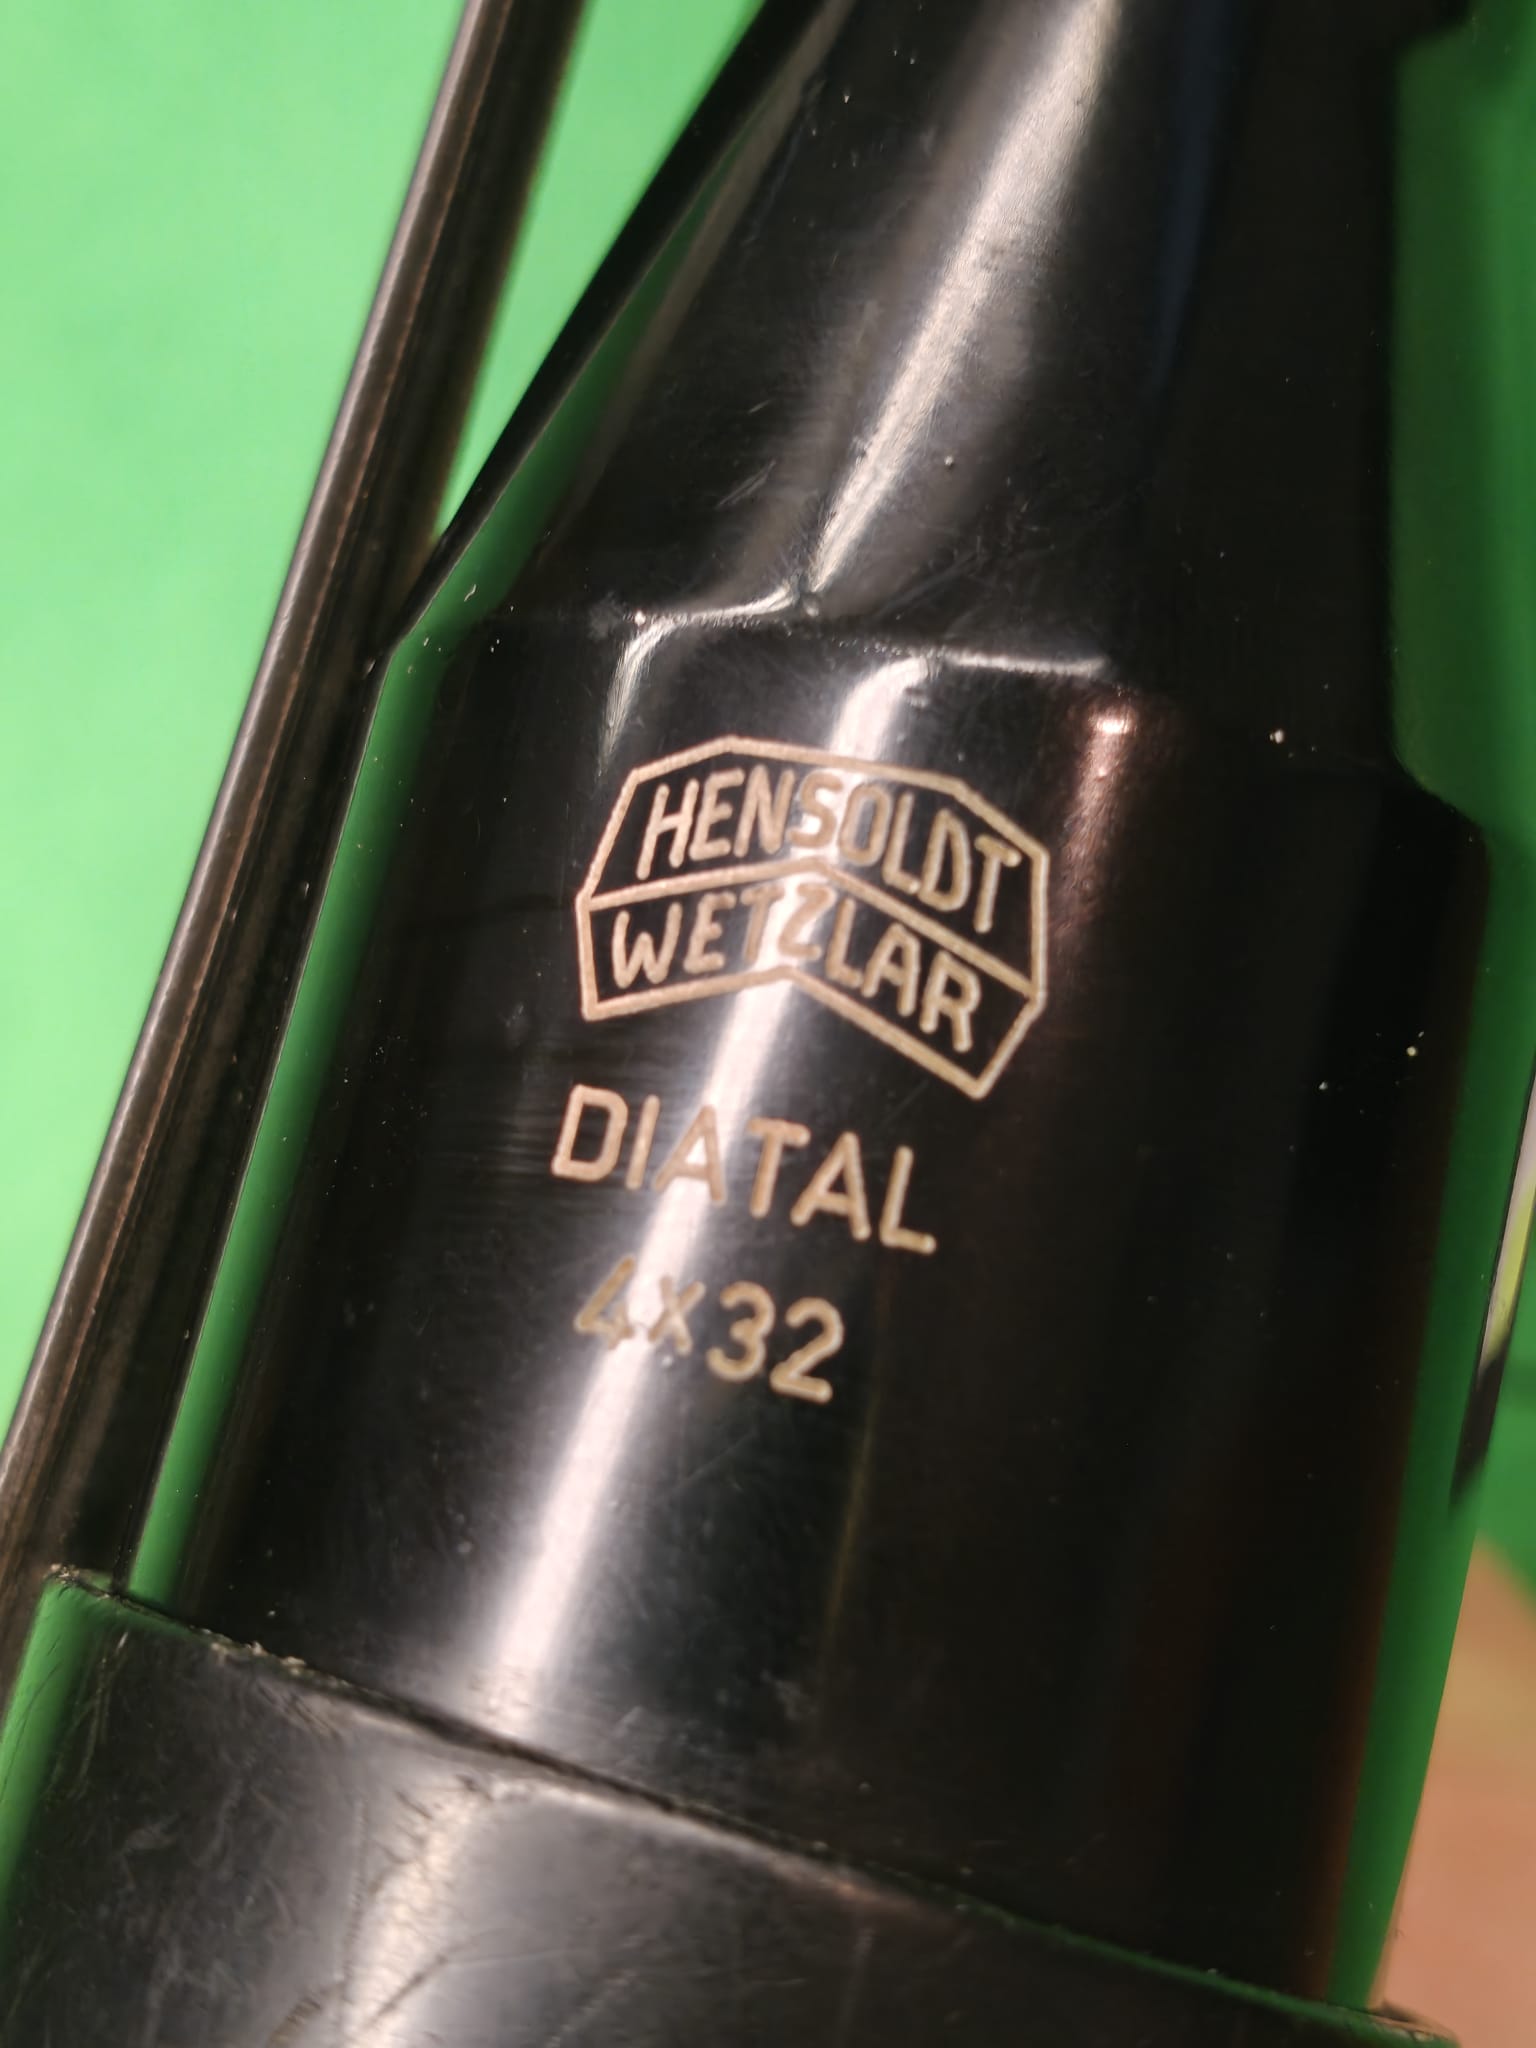 HENSOLDT
WETZLAR
DIATAL
4x32